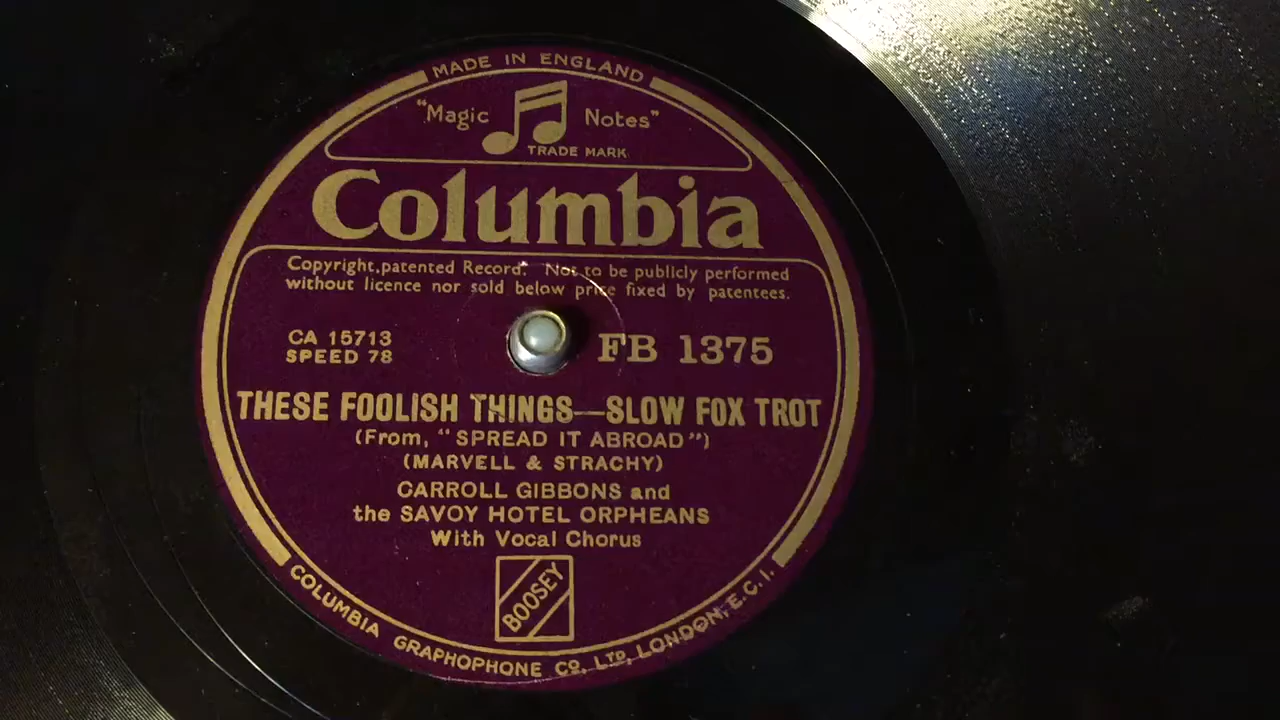 MADE IN ENGLAND
"Magic Notes"
TRADE MARK
Columbia
Copyright,patented Record. Not to be publicly performed
without licence nor sold below price fixed by patentees.
CA 15713
SPEED 78
FB 1375
THESE FOOLISH THINGS—SLOW FOX TROT
(From, "SPREAD IT ABROAD")
(MARVELL & STRACHY)
CARROLL GIBBONS and
the SAVOY HOTEL ORPHEANS
With Vocal Chorus
BOOSEY
COLUMBIA GRAPHOPHONE CO. LTD, LONDON, E.C.1.